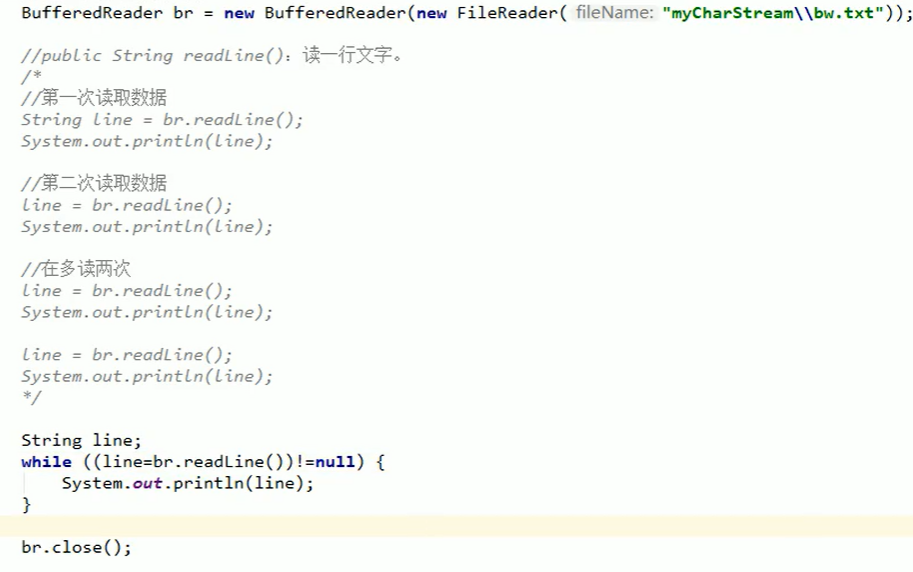 BufferedReader br = new BufferedReader(new FileReader( fileName: "myCharStream\\bw.txt"));
//public String readLine(): 读一行文字。
/*
//第一次读取数据
String line = br.readLine();
System.out.println(line);
//第二次读取数据
line = br.readLine();
System.out.println(line);
//在多读两次
line = br.readLine();
System.out.println(line);
line = br.readLine();
System.out.println(line);
*/
String line;
while ((line=br.readLine())!=null) {
System.out.println(line);
}
br.close();